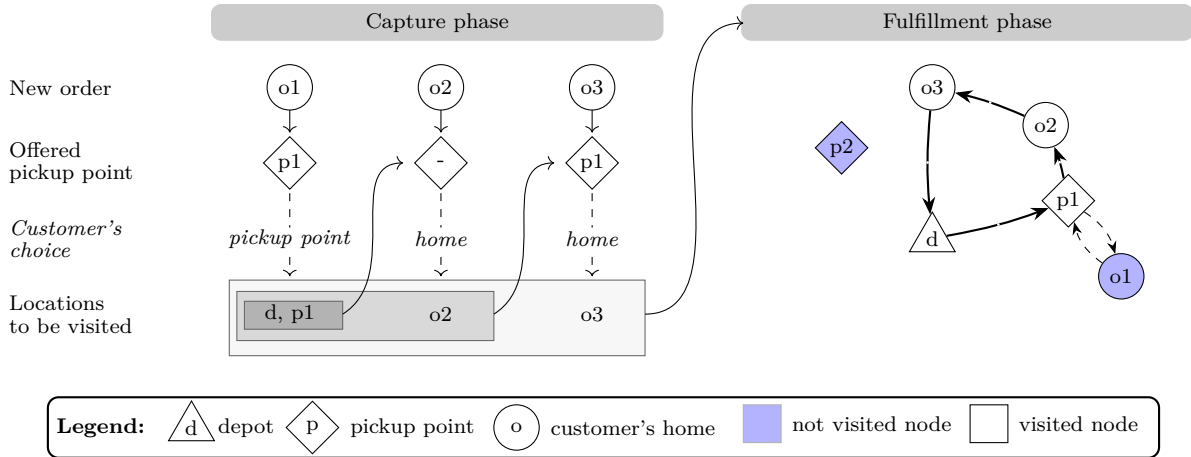 Capture phase
Fulfillment phase
New order
o1
o2
o3
Offered
pickup point
p1
-
p1
Customer's
choice
pickup point
home
home
Locations
to be visited
d, p1
o2
o3
o3
o2
p2
p1
d
o1
Legend:
d
depot
p
pickup point
o
customer's home
not visited node
visited node